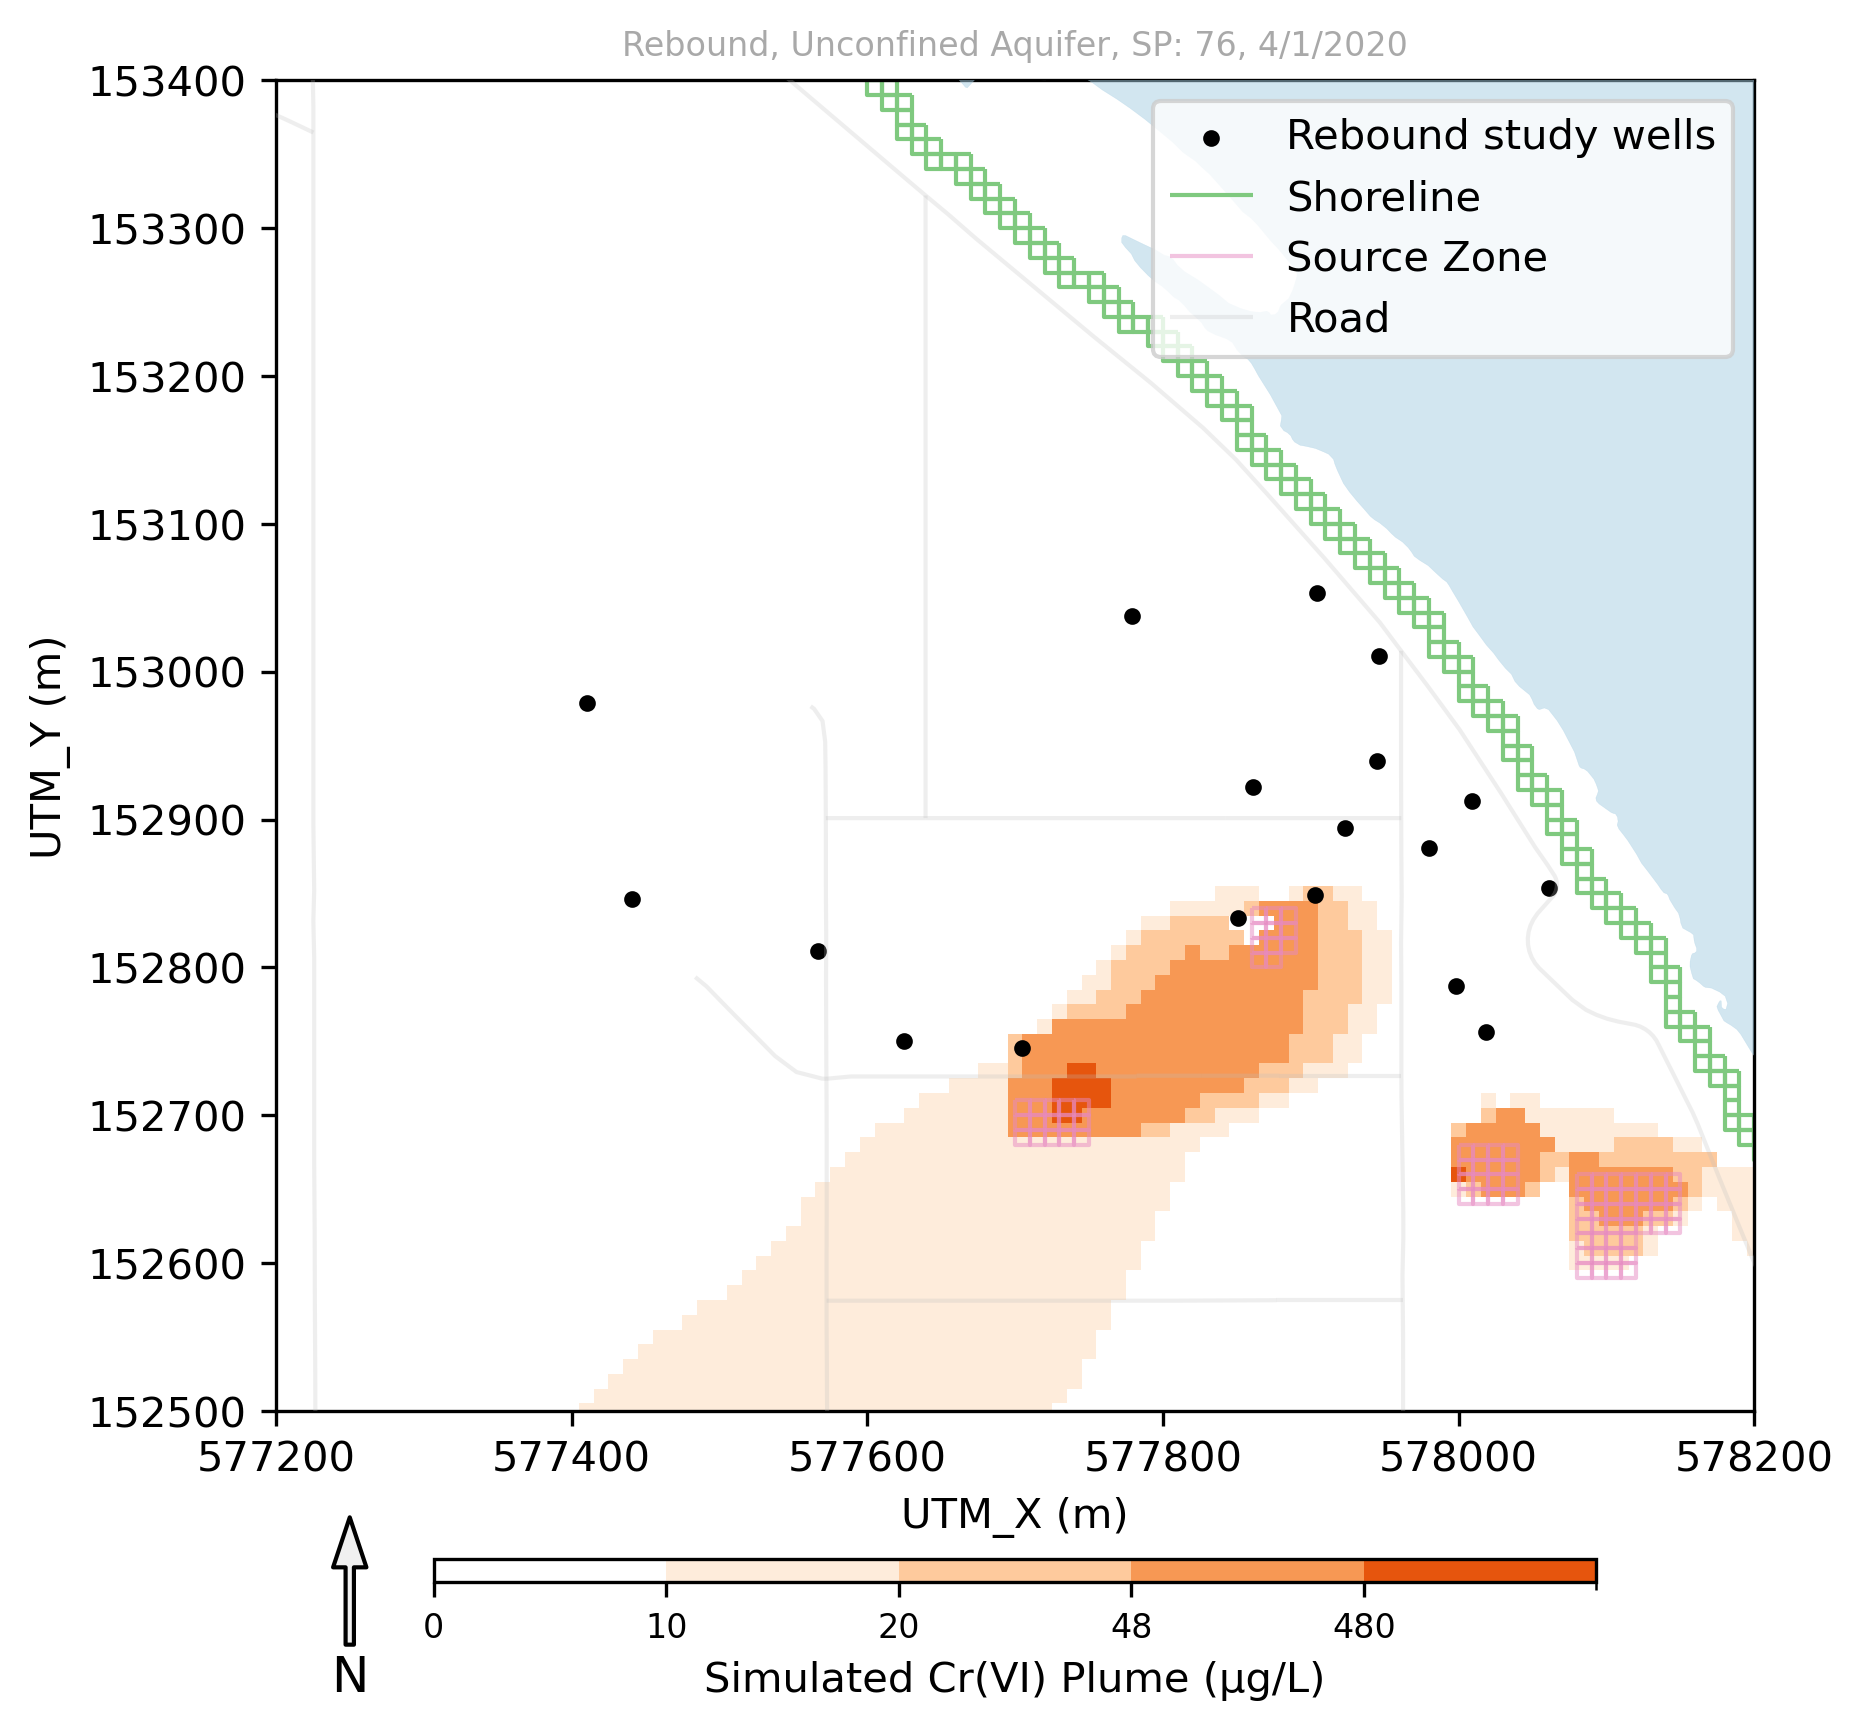 Rebound, Unconfined Aquifer, SP: 76, 4/1/2020
153400
153300
153200
153100
153000
152900
152800
152700
152600
152500
UTM_Y (m)
Rebound study wells
Shoreline
Source Zone
Road
577200 577400 577600 577800 578000 578200
UTM_X (m)
N
0 10 20 48 480
Simulated Cr(VI) Plume (µg/L)